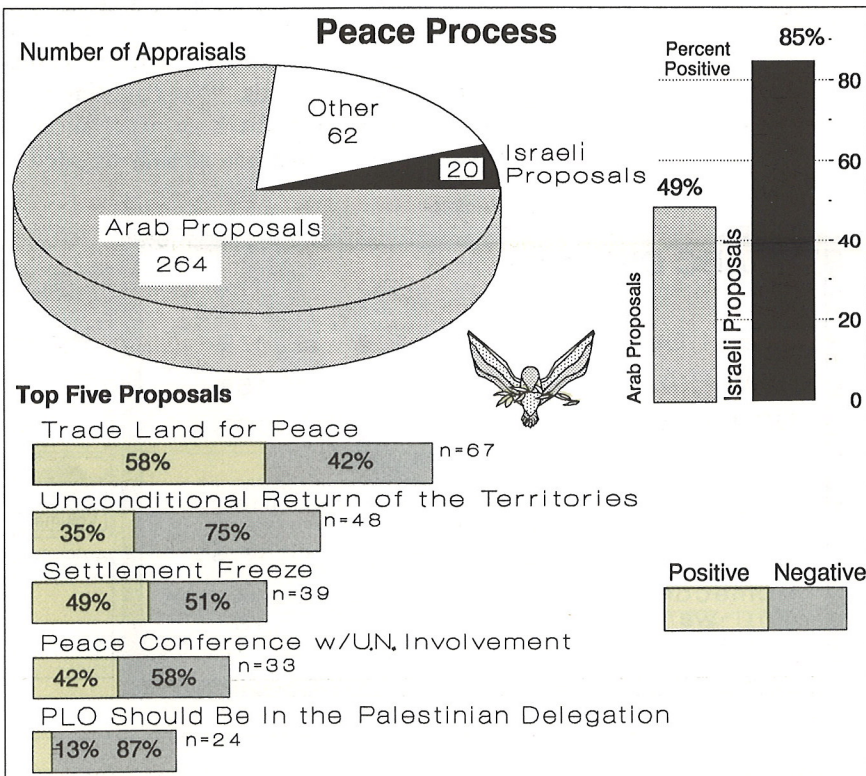 Peace Process
Number of Appraisals
Other
62
20
Israeli
Proposals
Arab Proposals
264
Percent
Positive
85%
80
60
49%
40
20
0
Arab Proposals
Israeli Proposals
Top Five Proposals
Trade Land for Peace
58% 42% n=67
Unconditional Return of the Territories
35% 75% n=48
Settlement Freeze
49% 51% n=39
Peace Conference w/U.N. Involvement
42% 58% n=33
PLO Should Be In the Palestinian Delegation
13% 87% n=24
Positive Negative